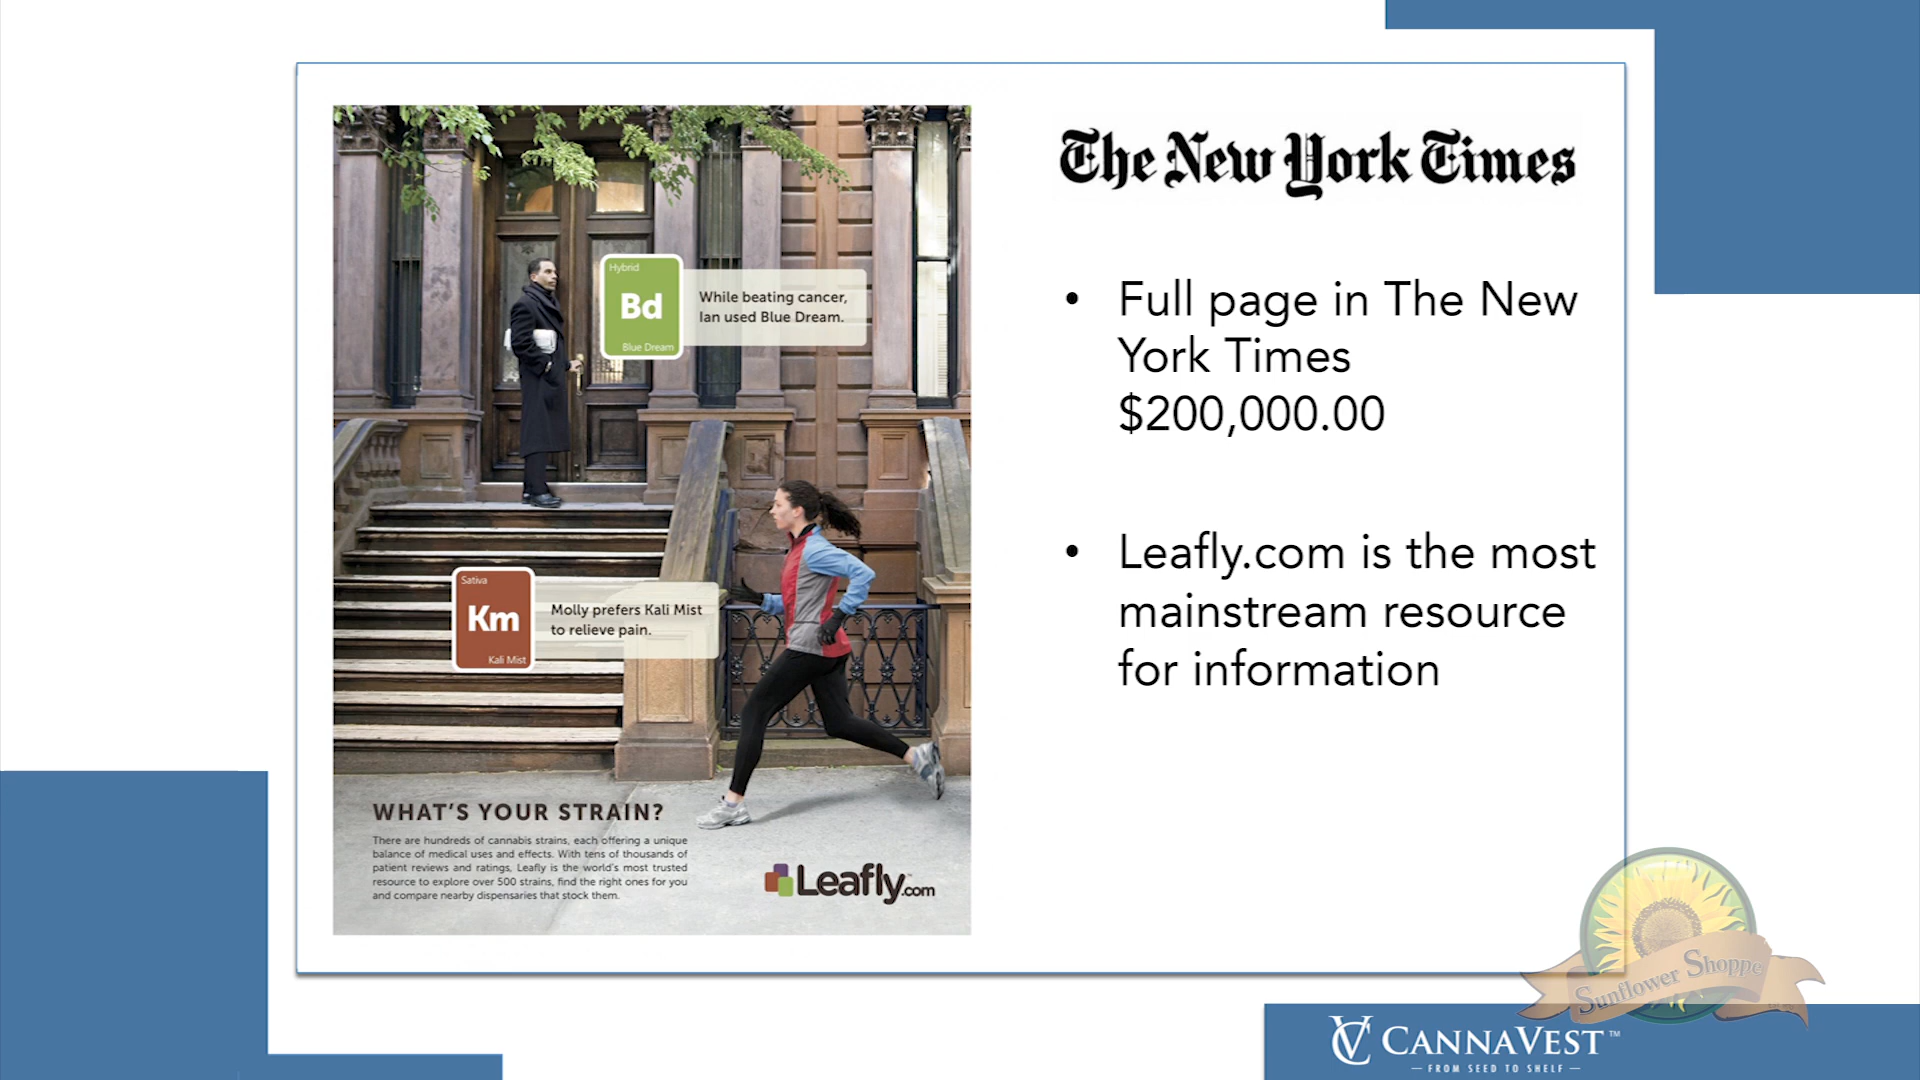 The New York Times
Hybrid
Bd
Blue Dream
While beating cancer,
Ian used Blue Dream.
Sativa
Km
Kali Mist
Molly prefers Kali Mist
to relieve pain.
WHAT'S YOUR STRAIN?
There are hundreds of cannabis strains, each offering a unique
balance of medical uses and effects. With tens of thousands of
patient reviews and ratings, Leafly is the world's most trusted
resource to explore over 500 strains, find the right ones for you
and compare nearby dispensaries that stock them.
Leafly.com
• Full page in The New
York Times
$200,000.00
• Leafly.com is the most
mainstream resource
for information
Sunflower Shoppe
VC CANNAVEST™
— FROM SEED TO SHELF —